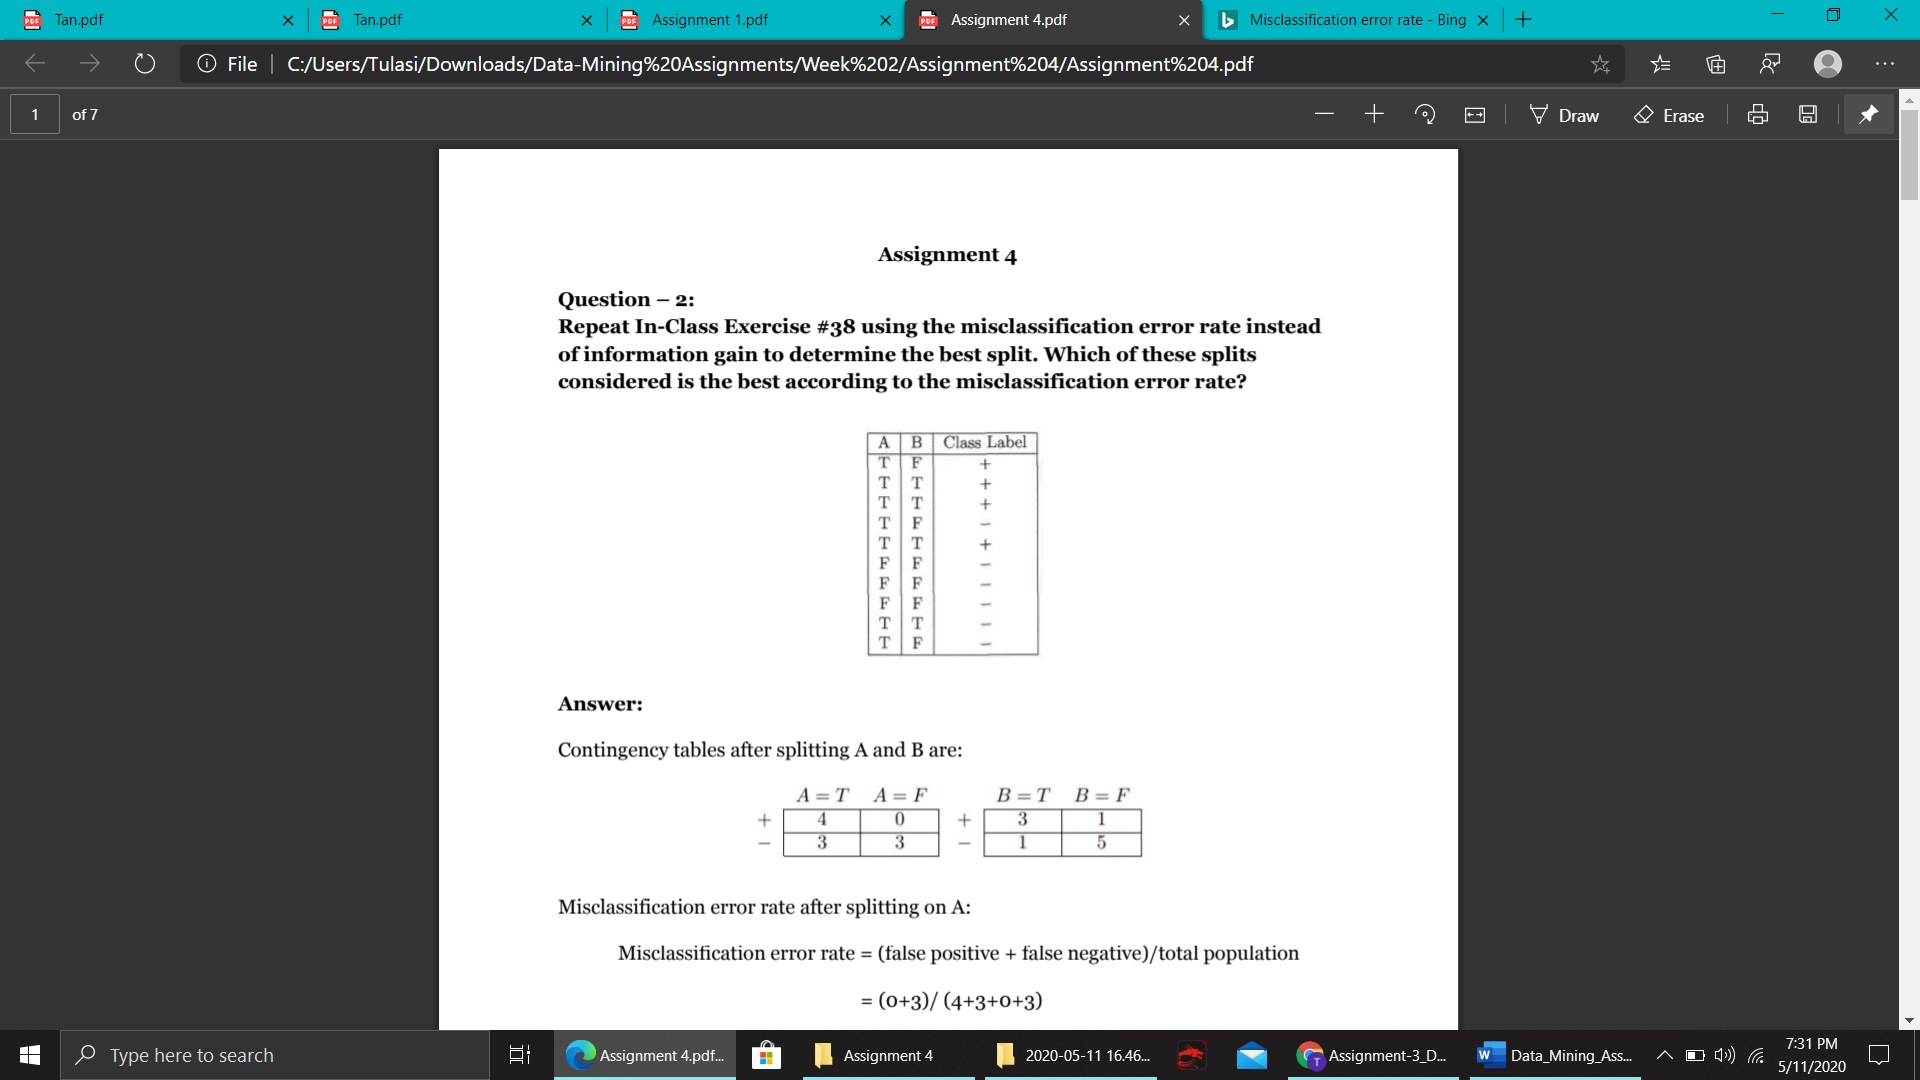 Tan.pdf
Tan.pdf
Assignment 1.pdf
Assignment 4.pdf
Misclassification error rate - Bing
File
C:/Users/Tulasi/Downloads/Data-Mining%20Assignments/Week%202/Assignment%204/Assignment%204.pdf
1 of 7
Draw
Erase
Assignment 4
Question – 2:
Repeat In-Class Exercise #38 using the misclassification error rate instead
of information gain to determine the best split. Which of these splits
considered is the best according to the misclassification error rate?
A B Class Label
T F +
T T +
T T +
T F −
T T +
F F −
F F −
F F −
T T −
T F −
Answer:
Contingency tables after splitting A and B are:
A = T A = F B = T B = F
+ 4 0 + 3 1
− 3 3 − 1 5
Misclassification error rate after splitting on A:
Misclassification error rate = (false positive + false negative)/total population
= (0+3)/ (4+3+0+3)
Type here to search
Assignment 4.pdf...
Assignment 4
2020-05-11 16.46...
Assignment-3_D...
Data_Mining_Ass...
7:31 PM
5/11/2020